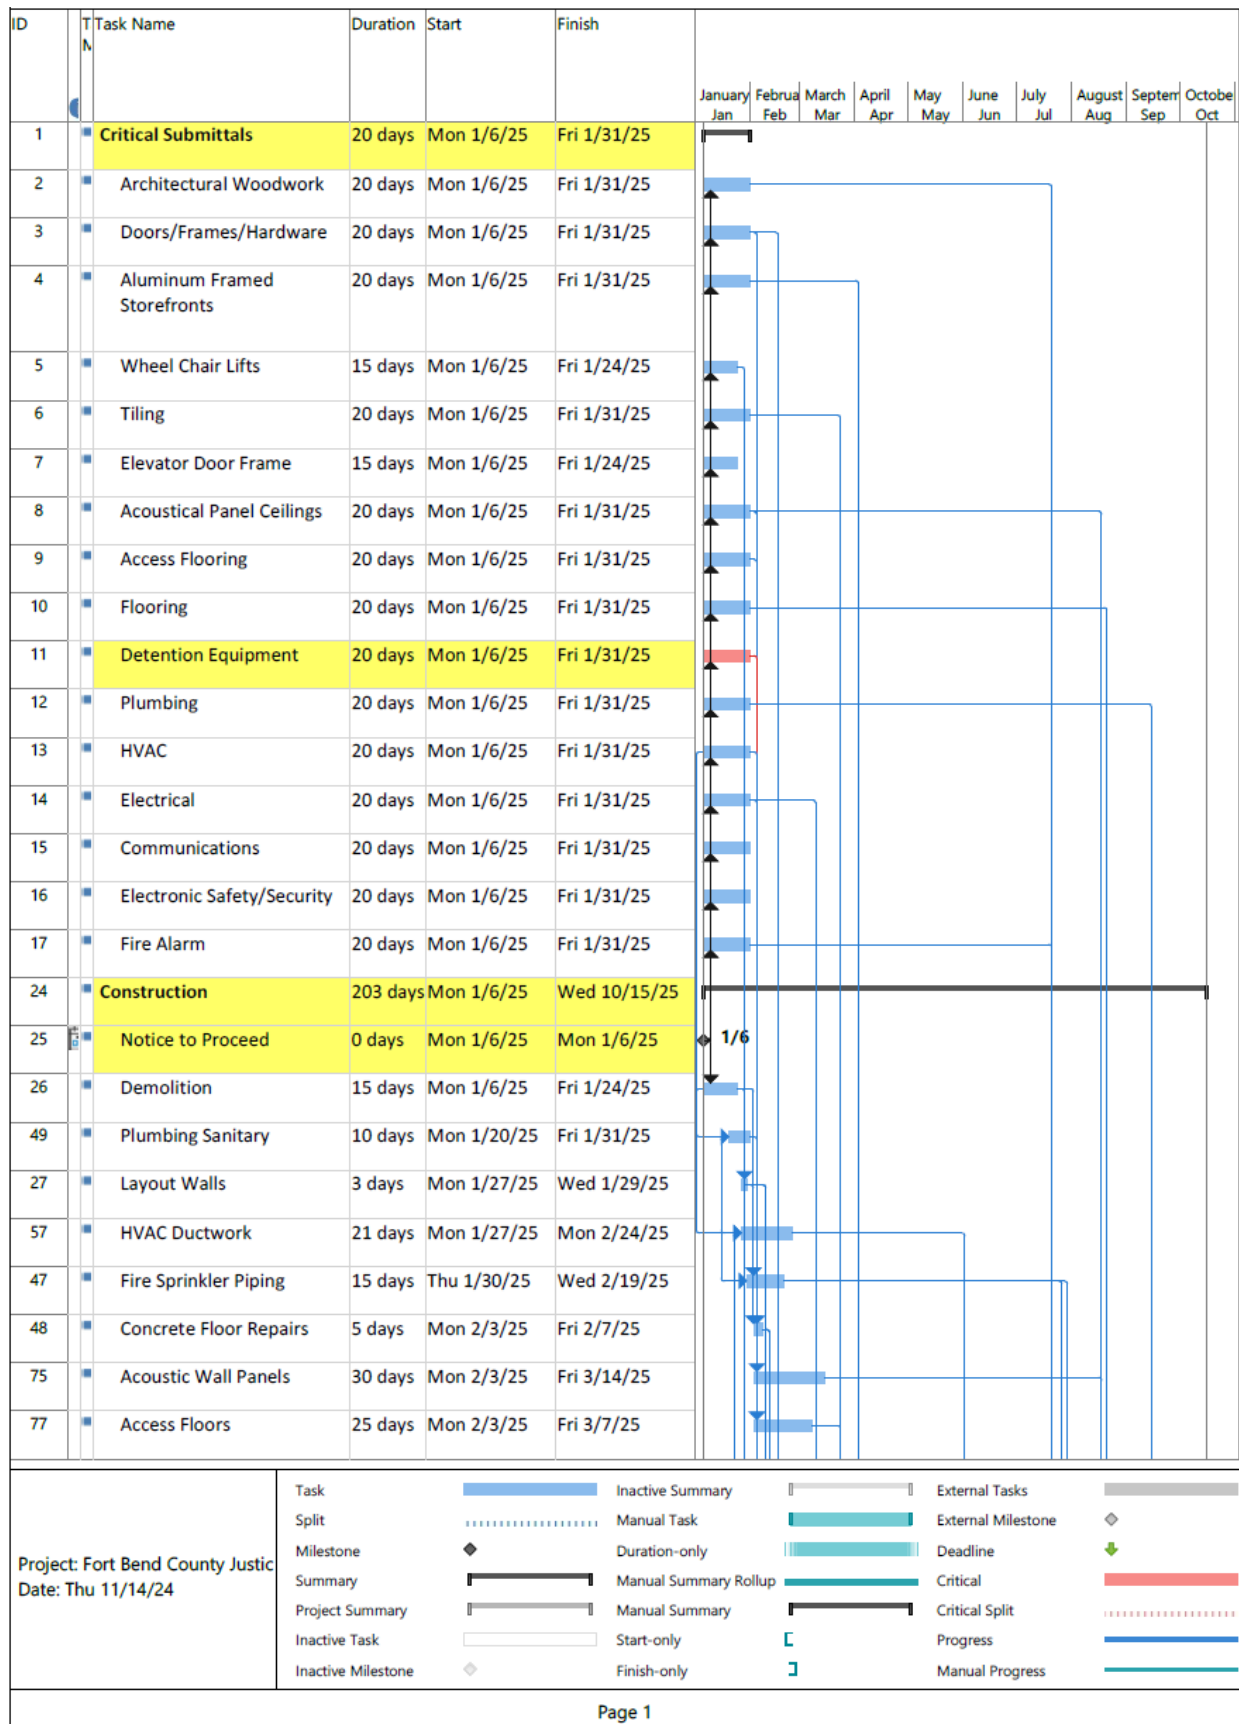 ID T Task Name Duration Start Finish
M
January Februa March April May June July August Septem Octobe
Jan Feb Mar Apr May Jun Jul Aug Sep Oct
1 Critical Submittals 20 days Mon 1/6/25 Fri 1/31/25
2 Architectural Woodwork 20 days Mon 1/6/25 Fri 1/31/25
3 Doors/Frames/Hardware 20 days Mon 1/6/25 Fri 1/31/25
4 Aluminum Framed 20 days Mon 1/6/25 Fri 1/31/25
Storefronts
5 Wheel Chair Lifts 15 days Mon 1/6/25 Fri 1/24/25
6 Tiling 20 days Mon 1/6/25 Fri 1/31/25
7 Elevator Door Frame 15 days Mon 1/6/25 Fri 1/24/25
8 Acoustical Panel Ceilings 20 days Mon 1/6/25 Fri 1/31/25
9 Access Flooring 20 days Mon 1/6/25 Fri 1/31/25
10 Flooring 20 days Mon 1/6/25 Fri 1/31/25
11 Detention Equipment 20 days Mon 1/6/25 Fri 1/31/25
12 Plumbing 20 days Mon 1/6/25 Fri 1/31/25
13 HVAC 20 days Mon 1/6/25 Fri 1/31/25
14 Electrical 20 days Mon 1/6/25 Fri 1/31/25
15 Communications 20 days Mon 1/6/25 Fri 1/31/25
16 Electronic Safety/Security 20 days Mon 1/6/25 Fri 1/31/25
17 Fire Alarm 20 days Mon 1/6/25 Fri 1/31/25
24 Construction 203 days Mon 1/6/25 Wed 10/15/25
25 Notice to Proceed 0 days Mon 1/6/25 Mon 1/6/25 1/6
26 Demolition 15 days Mon 1/6/25 Fri 1/24/25
49 Plumbing Sanitary 10 days Mon 1/20/25 Fri 1/31/25
27 Layout Walls 3 days Mon 1/27/25 Wed 1/29/25
57 HVAC Ductwork 21 days Mon 1/27/25 Mon 2/24/25
47 Fire Sprinkler Piping 15 days Thu 1/30/25 Wed 2/19/25
48 Concrete Floor Repairs 5 days Mon 2/3/25 Fri 2/7/25
75 Acoustic Wall Panels 30 days Mon 2/3/25 Fri 3/14/25
77 Access Floors 25 days Mon 2/3/25 Fri 3/7/25
Project: Fort Bend County Justic
Date: Thu 11/14/24
Task Inactive Summary External Tasks
Split Manual Task External Milestone
Milestone Duration-only Deadline
Summary Manual Summary Rollup Critical
Project Summary Manual Summary Critical Split
Inactive Task Start-only Progress
Inactive Milestone Finish-only Manual Progress
Page 1